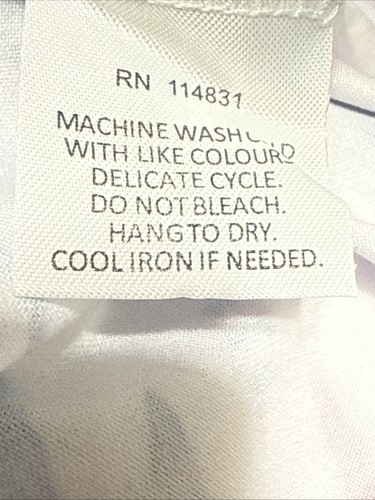 RN 114831
MACHINE WASH
WITH LIKE COLOURS
DELICATE CYCLE.
DO NOT BLEACH.
HANG TO DRY.
COOL IRON IF NEEDED.